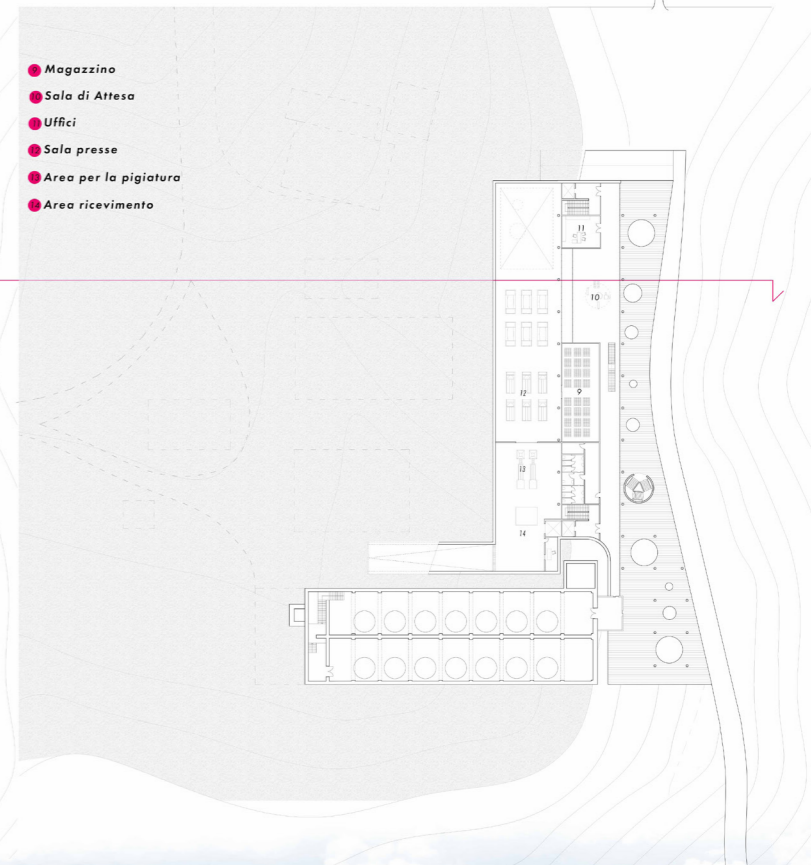 9 Magazzino
10 Sala di Attesa
11 Uffici
12 Sala presse
13 Area per la pigiatura
14 Area ricevimento
11
10
9
12
13
14